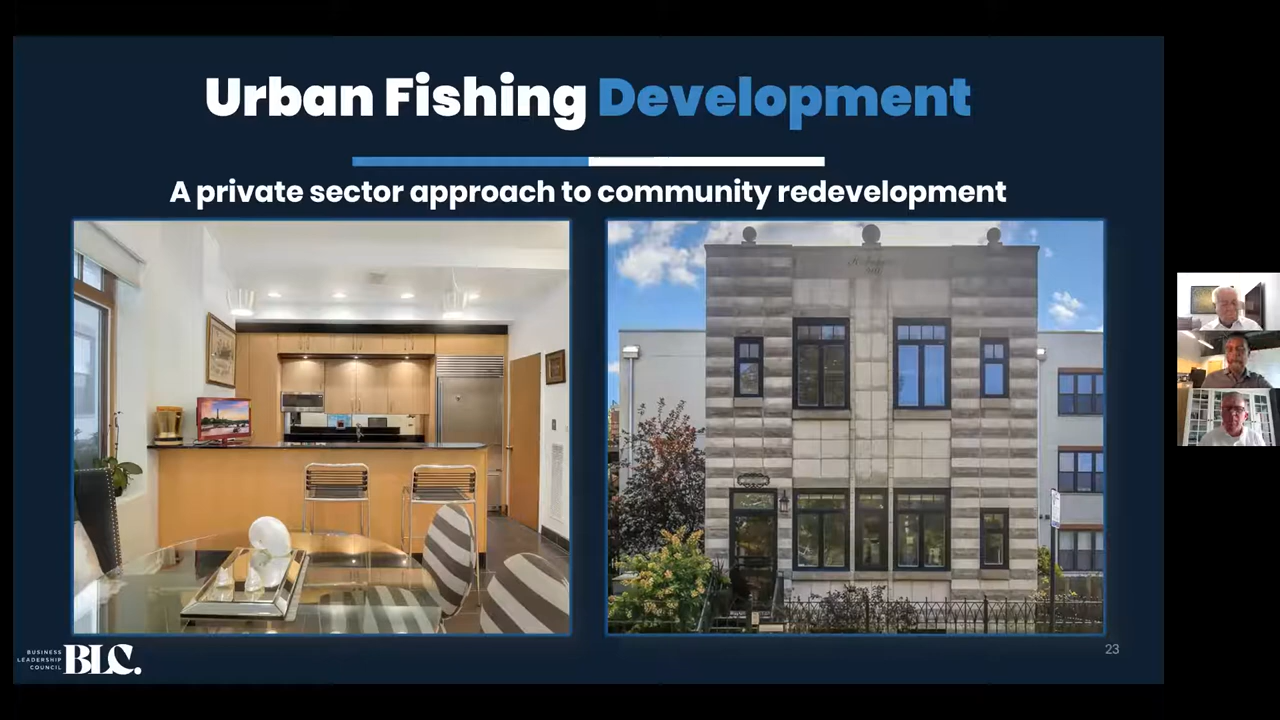 Urban Fishing Development
A private sector approach to community redevelopment
BUSINESS
LEADERSHIP
COUNCIL
BLC.
23